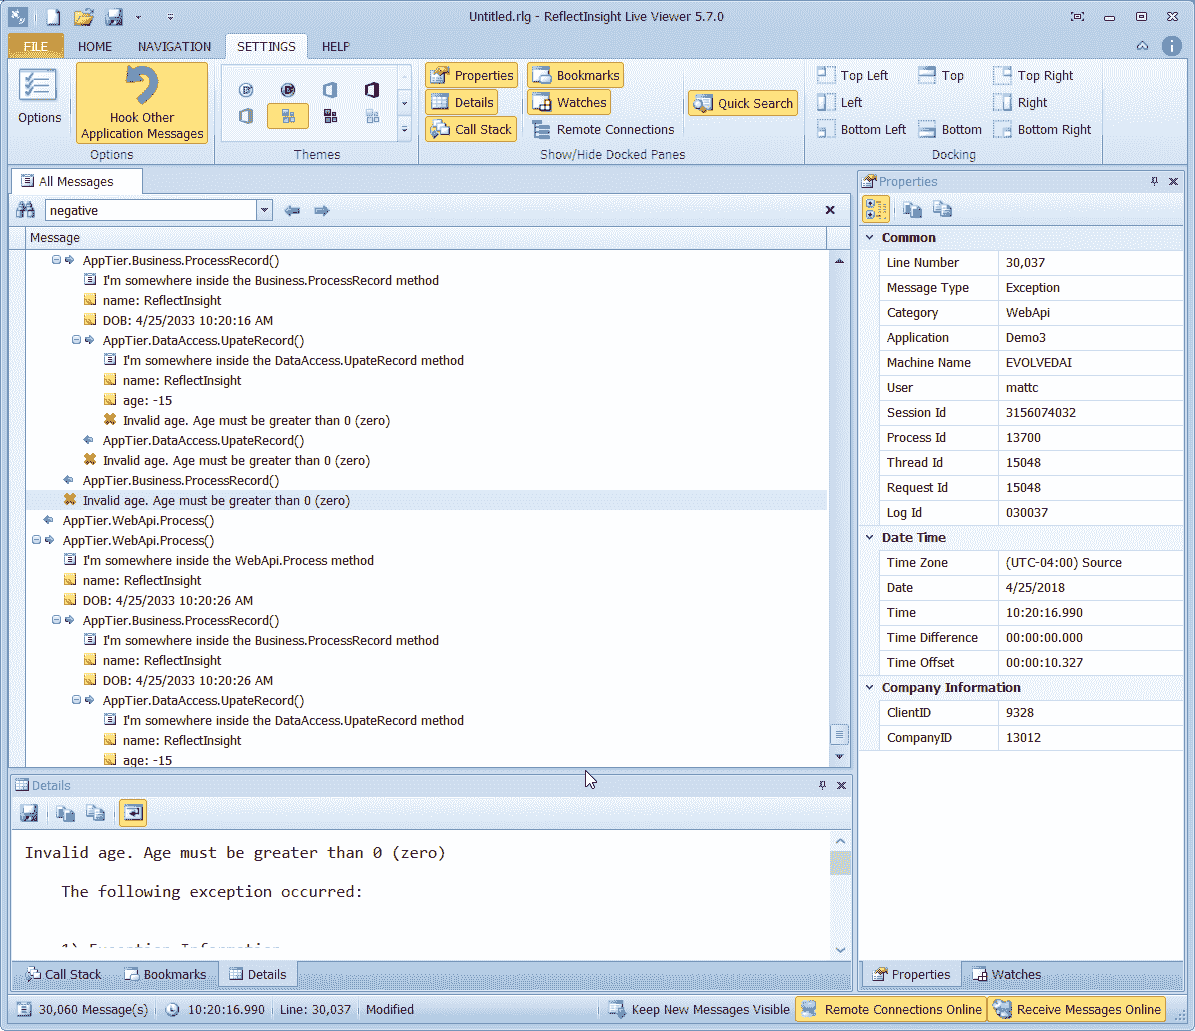 Untitled.rlg - ReflectInsight Live Viewer 5.7.0
FILE HOME NAVIGATION SETTINGS HELP
Options
Hook Other
Application Messages
Options
Themes
Properties Bookmarks
Details Watches
Call Stack Remote Connections
Quick Search
Show/Hide Docked Panes
Top Left Top Top Right
Left Right
Bottom Left Bottom Bottom Right
Docking
All Messages
negative
Message
AppTier.Business.ProcessRecord()
I'm somewhere inside the Business.ProcessRecord method
name: ReflectInsight
DOB: 4/25/2033 10:20:16 AM
AppTier.DataAccess.UpateRecord()
I'm somewhere inside the DataAccess.UpateRecord method
name: ReflectInsight
age: -15
Invalid age. Age must be greater than 0 (zero)
AppTier.DataAccess.UpateRecord()
Invalid age. Age must be greater than 0 (zero)
AppTier.Business.ProcessRecord()
Invalid age. Age must be greater than 0 (zero)
AppTier.WebApi.Process()
AppTier.WebApi.Process()
I'm somewhere inside the WebApi.Process method
name: ReflectInsight
DOB: 4/25/2033 10:20:26 AM
AppTier.Business.ProcessRecord()
I'm somewhere inside the Business.ProcessRecord method
name: ReflectInsight
DOB: 4/25/2033 10:20:26 AM
AppTier.DataAccess.UpateRecord()
I'm somewhere inside the DataAccess.UpateRecord method
name: ReflectInsight
age: -15
Details
Invalid age. Age must be greater than 0 (zero)
The following exception occurred:
1) Exception Information
Call Stack Bookmarks Details
Properties
Common
Line Number 30,037
Message Type Exception
Category WebApi
Application Demo3
Machine Name EVOLVEDAI
User mattc
Session Id 3156074032
Process Id 13700
Thread Id 15048
Request Id 15048
Log Id 030037
Date Time
Time Zone (UTC-04:00) Source
Date 4/25/2018
Time 10:20:16.990
Time Difference 00:00:00.000
Time Offset 00:00:10.327
Company Information
ClientID 9328
CompanyID 13012
Properties Watches
30,060 Message(s) 10:20:16.990 Line: 30,037 Modified Keep New Messages Visible Remote Connections Online Receive Messages Online